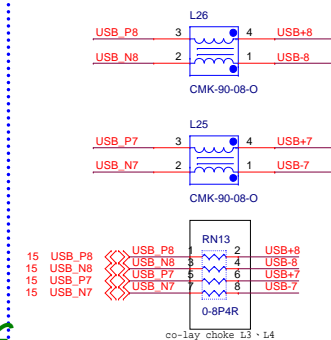 L26
USB_P8 3 4 USB+8
USB_N8 2 1 USB-8
CMK-90-08-O
L25
USB_P7 3 4 USB+7
USB_N7 2 1 USB-7
CMK-90-08-O
RN13
15 USB_P8 USB_P8 1 2 USB+8
15 USB_N8 USB_N8 3 4 USB-8
15 USB_P7 USB_P7 5 6 USB+7
15 USB_N7 USB_N7 7 8 USB-7
0-8P4R
co-lay choke L3、L4